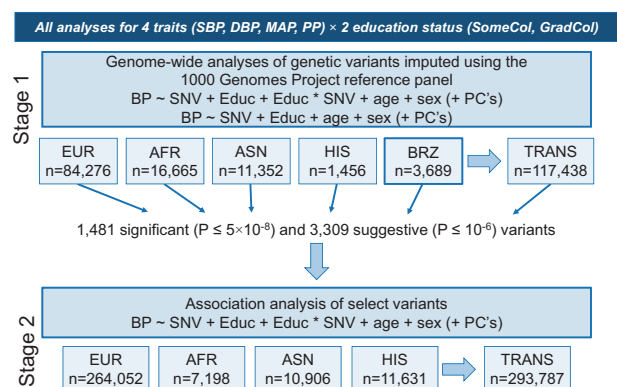 All analyses for 4 traits (SBP, DBP, MAP, PP) × 2 education status (SomeCol, GradCol)
Stage 1
Genome-wide analyses of genetic variants imputed using the
1000 Genomes Project reference panel
BP ~ SNV + Educ + Educ * SNV + age + sex (+ PC's)
BP ~ SNV + Educ + age + sex (+ PC's)
EUR AFR ASN HIS BRZ TRANS
n=84,276 n=16,665 n=11,352 n=1,456 n=3,689 n=117,438
1,481 significant (P ≤ 5×10⁻⁸) and 3,309 suggestive (P ≤ 10⁻⁶) variants
Stage 2
Association analysis of select variants
BP ~ SNV + Educ + Educ * SNV + age + sex (+ PC's)
EUR AFR ASN HIS TRANS
n=264,052 n=7,198 n=10,906 n=11,631 n=293,787